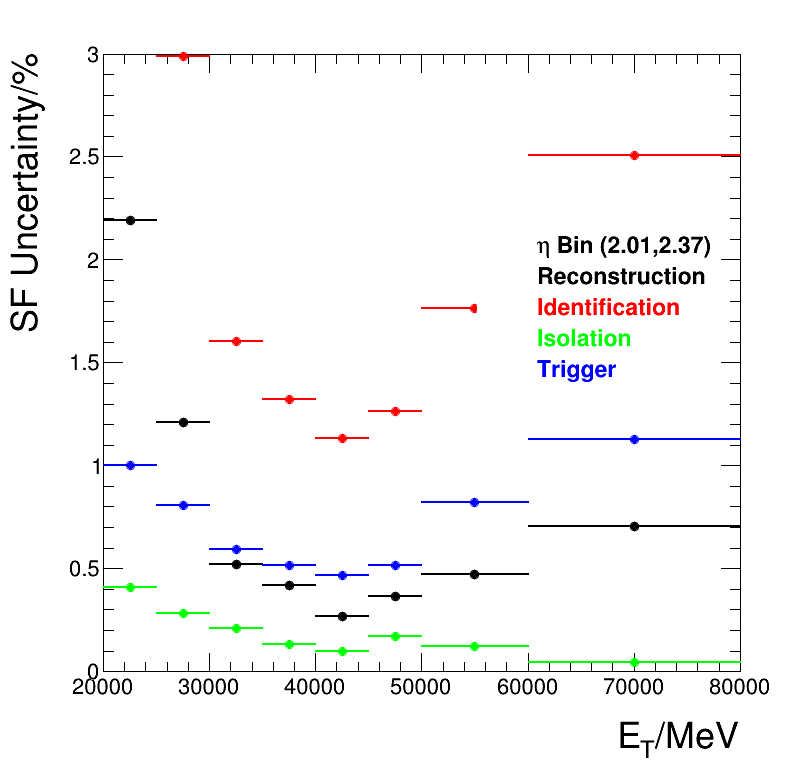 SF Uncertainty/%
3
2.5
2
1.5
1
0.5
0
η Bin (2.01,2.37)
Reconstruction
Identification
Isolation
Trigger
20000 30000 40000 50000 60000 70000 80000
E_T/MeV